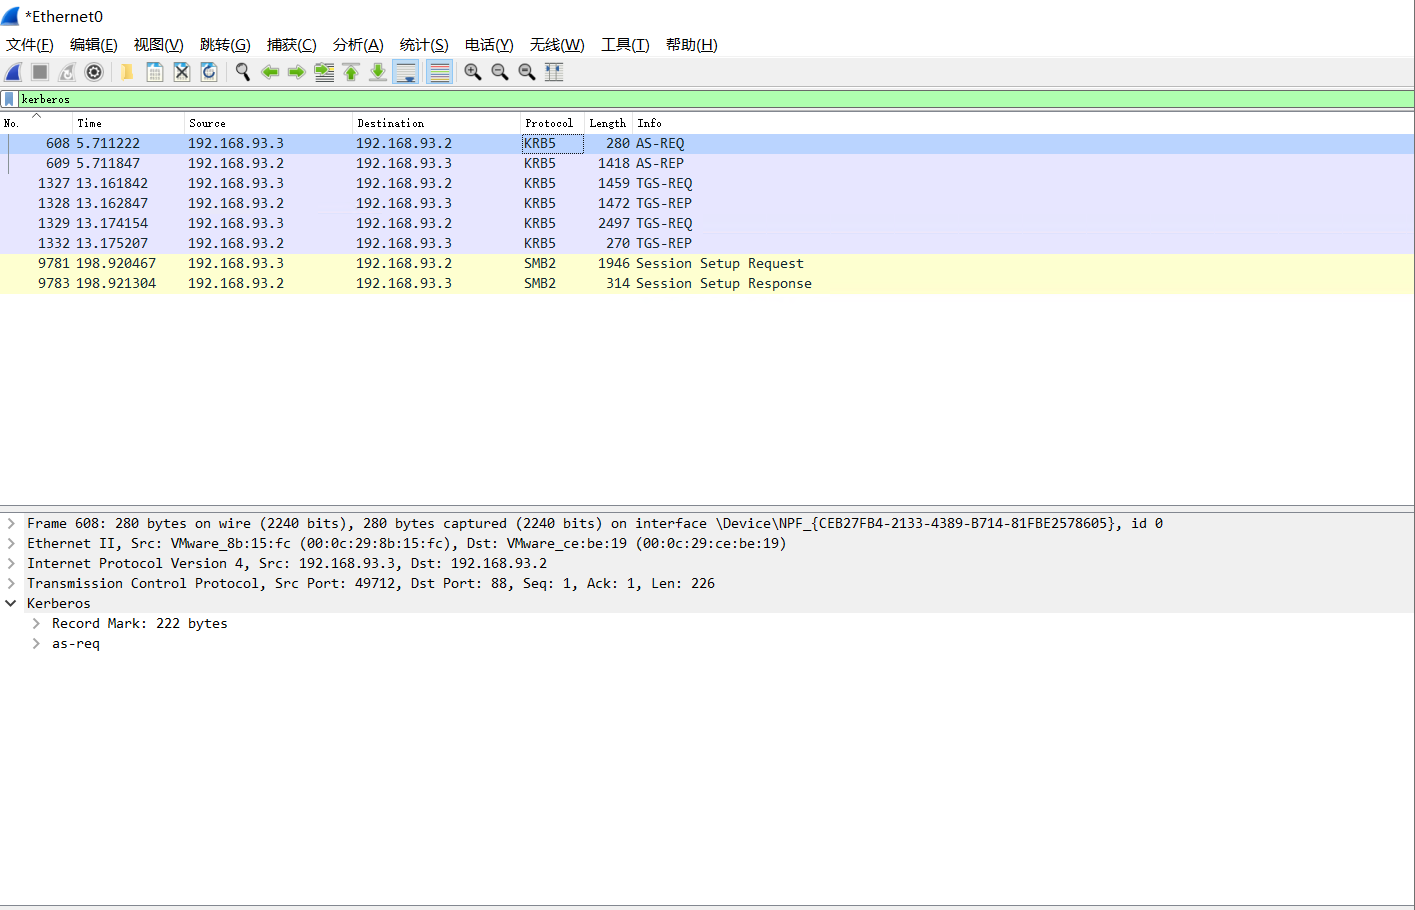 *Ethernet0
文件(F) 编辑(E) 视图(V) 跳转(G) 捕获(C) 分析(A) 统计(S) 电话(Y) 无线(W) 工具(T) 帮助(H)
kerberos
No. Time Source Destination Protocol Length Info
608 5.711222 192.168.93.3 192.168.93.2 KRB5 280 AS-REQ
609 5.711847 192.168.93.2 192.168.93.3 KRB5 1418 AS-REP
1327 13.161842 192.168.93.3 192.168.93.2 KRB5 1459 TGS-REQ
1328 13.162847 192.168.93.2 192.168.93.3 KRB5 1472 TGS-REP
1329 13.174154 192.168.93.3 192.168.93.2 KRB5 2497 TGS-REQ
1332 13.175207 192.168.93.2 192.168.93.3 KRB5 270 TGS-REP
9781 198.920467 192.168.93.3 192.168.93.2 SMB2 1946 Session Setup Request
9783 198.921304 192.168.93.2 192.168.93.3 SMB2 314 Session Setup Response
Frame 608: 280 bytes on wire (2240 bits), 280 bytes captured (2240 bits) on interface \Device\NPF_{CEB27FB4-2133-4389-B714-81FBE2578605}, id 0
Ethernet II, Src: VMware_8b:15:fc (00:0c:29:8b:15:fc), Dst: VMware_ce:be:19 (00:0c:29:ce:be:19)
Internet Protocol Version 4, Src: 192.168.93.3, Dst: 192.168.93.2
Transmission Control Protocol, Src Port: 49712, Dst Port: 88, Seq: 1, Ack: 1, Len: 226
Kerberos
Record Mark: 222 bytes
as-req